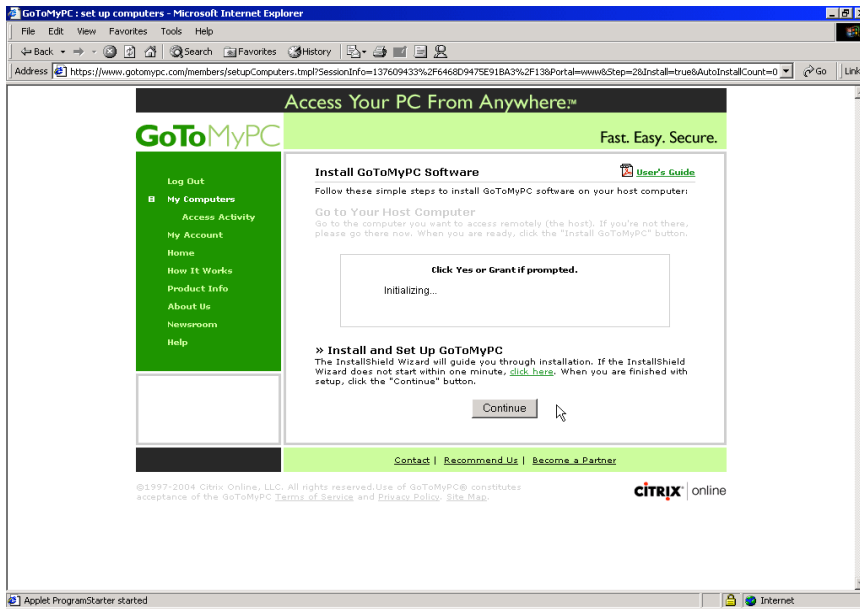 GoToMyPC : set up computers - Microsoft Internet Explorer
File Edit View Favorites Tools Help
Back Search Favorites History
Address https://www.gotomypc.com/members/setupComputers.tmpl?SessionInfo=137609433%2F6468D9475E91BA3%2F13&Portal=www&Step=2&Install=true&AutoInstallCount=0 Go Link
Access Your PC From Anywhere.™
GoToMyPC
Fast. Easy. Secure.
Log Out
My Computers
Access Activity
My Account
Home
How It Works
Product Info
About Us
Newsroom
Help
Install GoToMyPC Software User's Guide
Follow these simple steps to install GoToMyPC software on your host computer:
Go to Your Host Computer
Go to the computer you want to access remotely (the host). If you're not there,
please go there now. When you are ready, click the "Install GoToMyPC" button.
Click Yes or Grant if prompted.
Initializing...
» Install and Set Up GoToMyPC
The InstallShield Wizard will guide you through installation. If the InstallShield
Wizard does not start within one minute, click here. When you are finished with
setup, click the "Continue" button.
Continue
Contact | Recommend Us | Become a Partner
©1997-2004 Citrix Online, LLC. All rights reserved.Use of GoToMyPC® constitutes
acceptance of the GoToMyPC Terms of Service and Privacy Policy. Site Map.
CITRIX® online
Applet ProgramStarter started
Internet